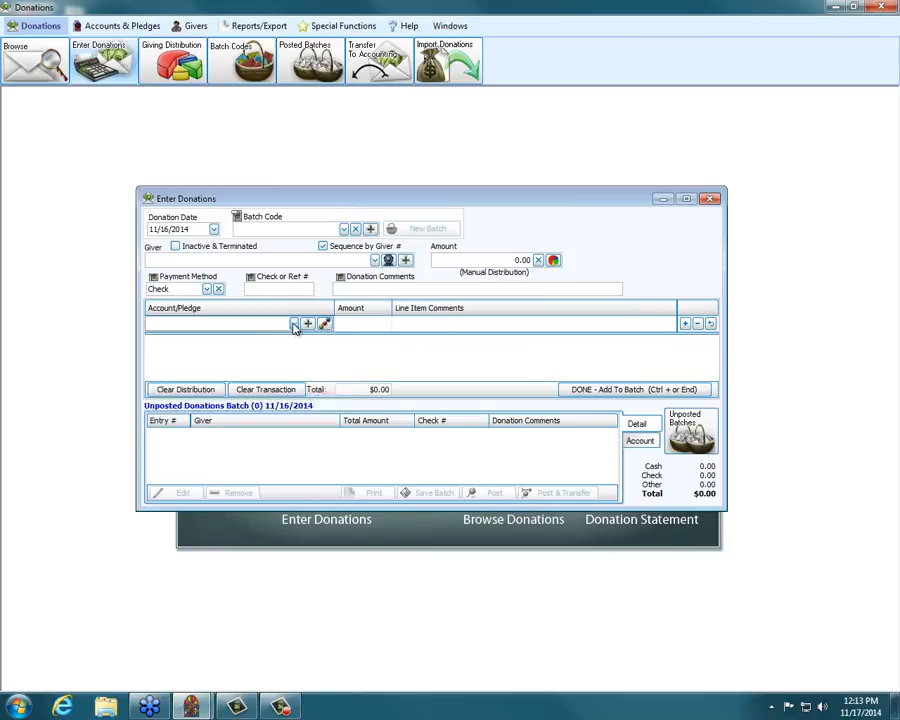 Donations
Donations Accounts & Pledges Givers Reports/Export Special Functions Help Windows
Browse Enter Donations Giving Distribution Batch Codes Posted Batches Transfer To Accounting Import Donations
Enter Donations
Donation Date Batch Code
11/16/2014 New Batch
Giver Inactive & Terminated Sequence by Giver # Amount
0.00
(Manual Distribution)
Payment Method Check or Ref # Donation Comments
Check
Account/Pledge Amount Line Item Comments
Clear Distribution Clear Transaction Total: $0.00 DONE - Add To Batch (Ctrl + or End)
Unposted Donations Batch (0) 11/16/2014
Entry # Giver Total Amount Check # Donation Comments
Detail
Account
Unposted Batches
Cash 0.00
Check 0.00
Other 0.00
Total $0.00
Edit Remove Print Save Batch Post Post & Transfer
Enter Donations Browse Donations Donation Statement
12:13 PM
11/17/2014